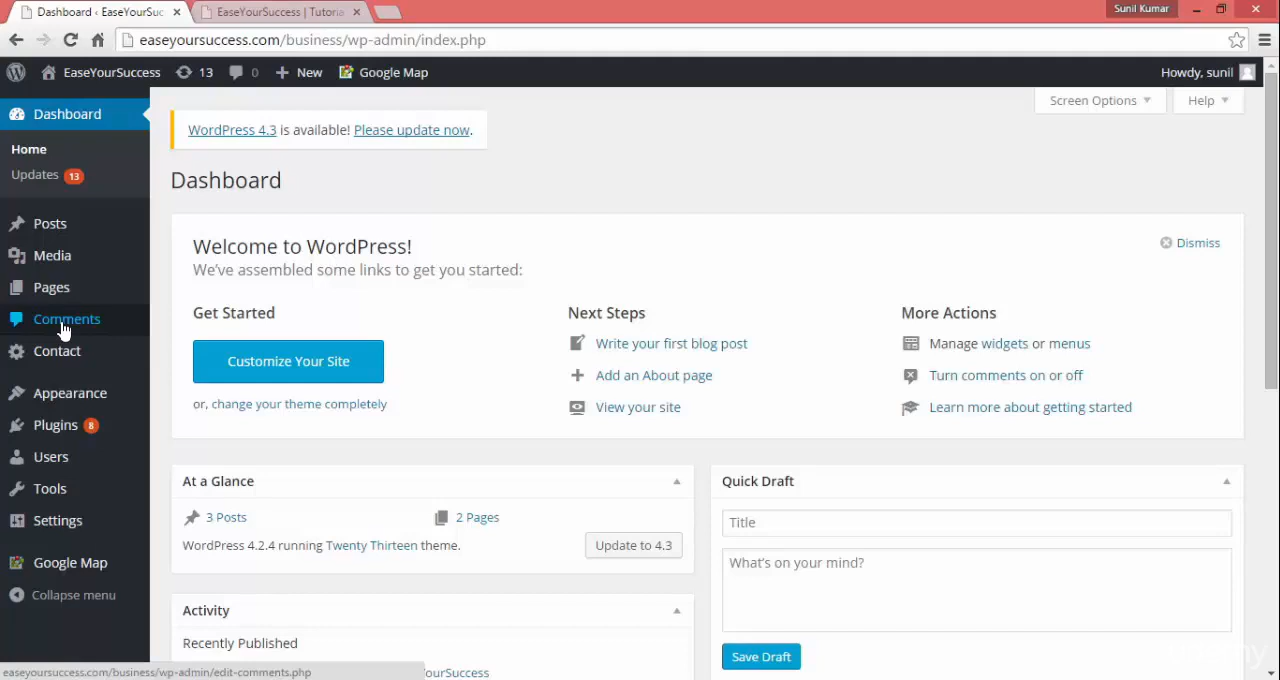 Dashboard ‹ EaseYourSuc
EaseYourSuccess | Tutoria
Sunil Kumar
easeyoursuccess.com/business/wp-admin/index.php
EaseYourSuccess 13 0 New Google Map Howdy, sunil
Screen Options Help
Dashboard
Home
Updates 13
Posts
Media
Pages
Comments
Contact
Appearance
Plugins 8
Users
Tools
Settings
Google Map
Collapse menu
WordPress 4.3 is available! Please update now.
Dashboard
Welcome to WordPress!
Dismiss
We've assembled some links to get you started:
Get Started
Customize Your Site
or, change your theme completely
Next Steps
Write your first blog post
Add an About page
View your site
More Actions
Manage widgets or menus
Turn comments on or off
Learn more about getting started
At a Glance
3 Posts 2 Pages
WordPress 4.2.4 running Twenty Thirteen theme.
Update to 4.3
Activity
Recently Published
YourSuccess
Quick Draft
Title
What's on your mind?
Save Draft
easeyoursuccess.com/business/wp-admin/edit-comments.php
udemy